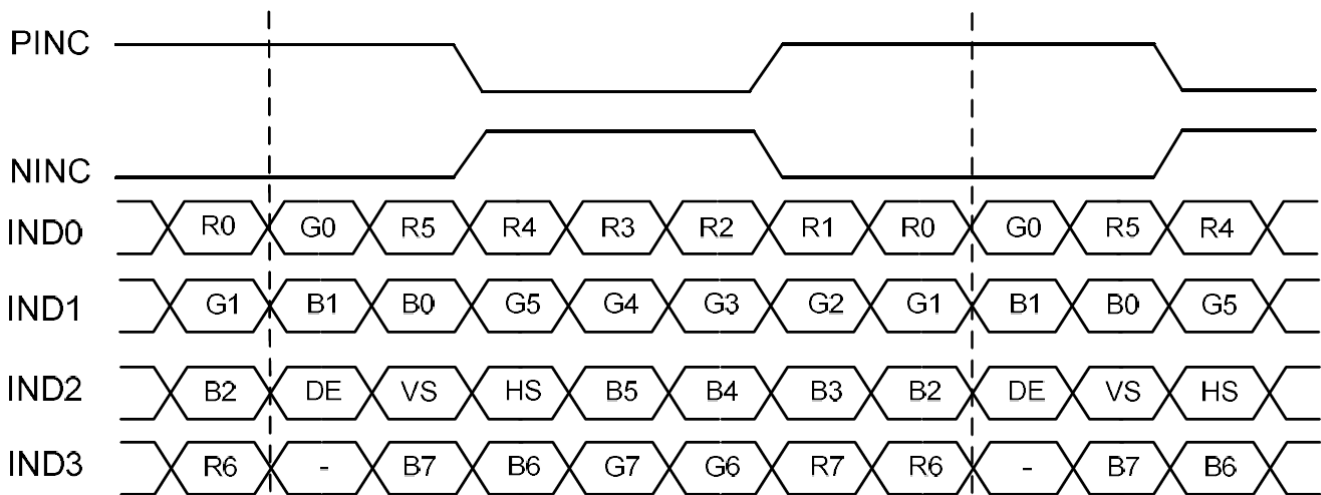 PINC
NINC
IND0 R0 G0 R5 R4 R3 R2 R1 R0 G0 R5 R4
IND1 G1 B1 B0 G5 G4 G3 G2 G1 B1 B0 G5
IND2 B2 DE VS HS B5 B4 B3 B2 DE VS HS
IND3 R6 - B7 B6 G7 G6 R7 R6 - B7 B6